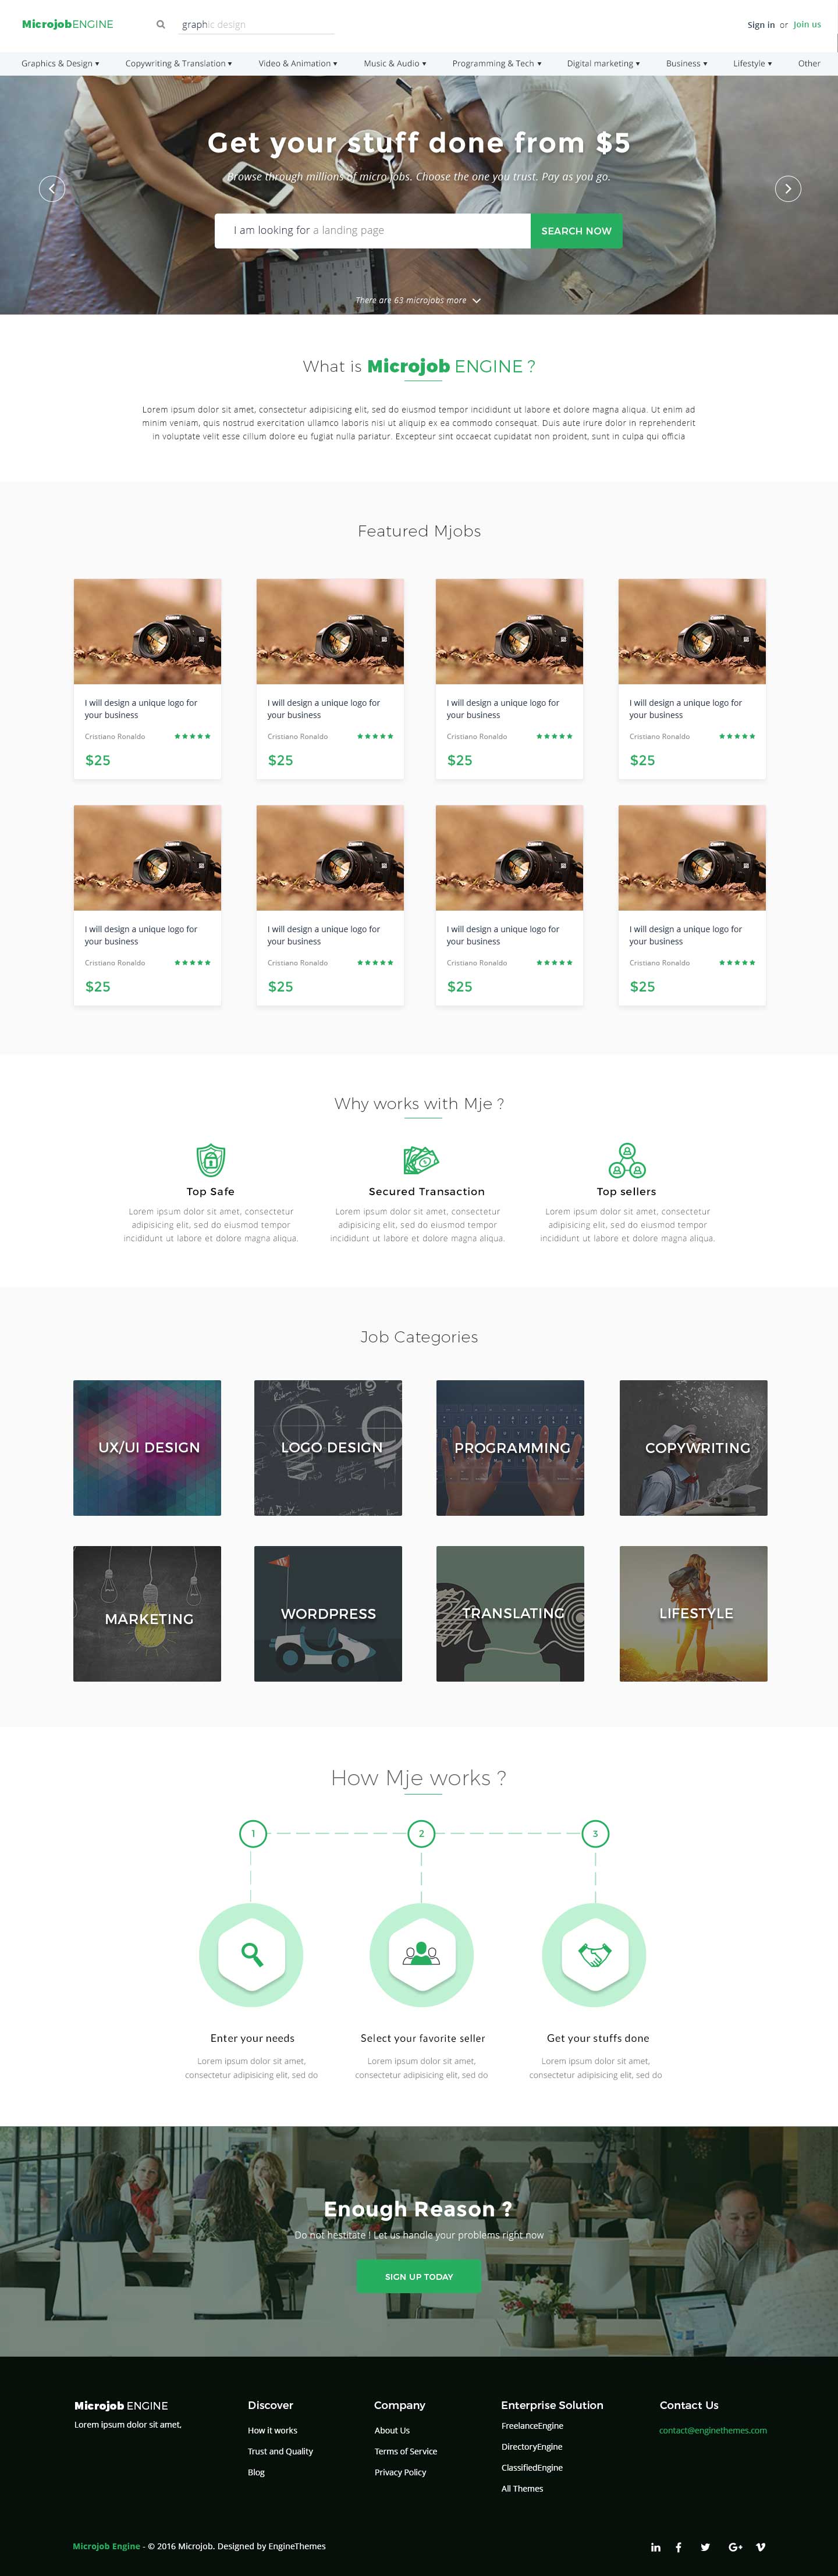 MicrojobENGINE
graphic design
Sign in or Join us
Graphics & Design ▾ Copywriting & Translation ▾ Video & Animation ▾ Music & Audio ▾ Programming & Tech ▾ Digital marketing ▾ Business ▾ Lifestyle ▾ Other
Get your stuff done from $5
Browse through millions of micro jobs. Choose the one you trust. Pay as you go.
I am looking for a landing page
SEARCH NOW
There are 63 microjobs more
What is Microjob ENGINE ?
Lorem ipsum dolor sit amet, consectetur adipisicing elit, sed do eiusmod tempor incididunt ut labore et dolore magna aliqua. Ut enim ad
minim veniam, quis nostrud exercitation ullamco laboris nisi ut aliquip ex ea commodo consequat. Duis aute irure dolor in reprehenderit
in voluptate velit esse cillum dolore eu fugiat nulla pariatur. Excepteur sint occaecat cupidatat non proident, sunt in culpa qui officia
Featured Mjobs
I will design a unique logo for
your business
Cristiano Ronaldo
$25
I will design a unique logo for
your business
Cristiano Ronaldo
$25
I will design a unique logo for
your business
Cristiano Ronaldo
$25
I will design a unique logo for
your business
Cristiano Ronaldo
$25
I will design a unique logo for
your business
Cristiano Ronaldo
$25
I will design a unique logo for
your business
Cristiano Ronaldo
$25
I will design a unique logo for
your business
Cristiano Ronaldo
$25
I will design a unique logo for
your business
Cristiano Ronaldo
$25
Why works with Mje ?
Top Safe
Lorem ipsum dolor sit amet, consectetur
adipisicing elit, sed do eiusmod tempor
incididunt ut labore et dolore magna aliqua.
Secured Transaction
Lorem ipsum dolor sit amet, consectetur
adipisicing elit, sed do eiusmod tempor
incididunt ut labore et dolore magna aliqua.
Top sellers
Lorem ipsum dolor sit amet, consectetur
adipisicing elit, sed do eiusmod tempor
incididunt ut labore et dolore magna aliqua.
Job Categories
UX/UI DESIGN
LOGO DESIGN
PROGRAMMING
COPYWRITING
MARKETING
WORDPRESS
TRANSLATING
LIFESTYLE
How Mje works ?
1
2
3
Enter your needs
Lorem ipsum dolor sit amet,
consectetur adipisicing elit, sed do
Select your favorite seller
Lorem ipsum dolor sit amet,
consectetur adipisicing elit, sed do
Get your stuffs done
Lorem ipsum dolor sit amet,
consectetur adipisicing elit, sed do
Enough Reason ?
Do not hestitate ! Let us handle your problems right now
SIGN UP TODAY
Microjob ENGINE
Lorem ipsum dolor sit amet,
Discover
How it works
Trust and Quality
Blog
Company
About Us
Terms of Service
Privacy Policy
Enterprise Solution
FreelanceEngine
DirectoryEngine
ClassifiedEngine
All Themes
Contact Us
contact@enginethemes.com
Microjob Engine - © 2016 Microjob. Designed by EngineThemes